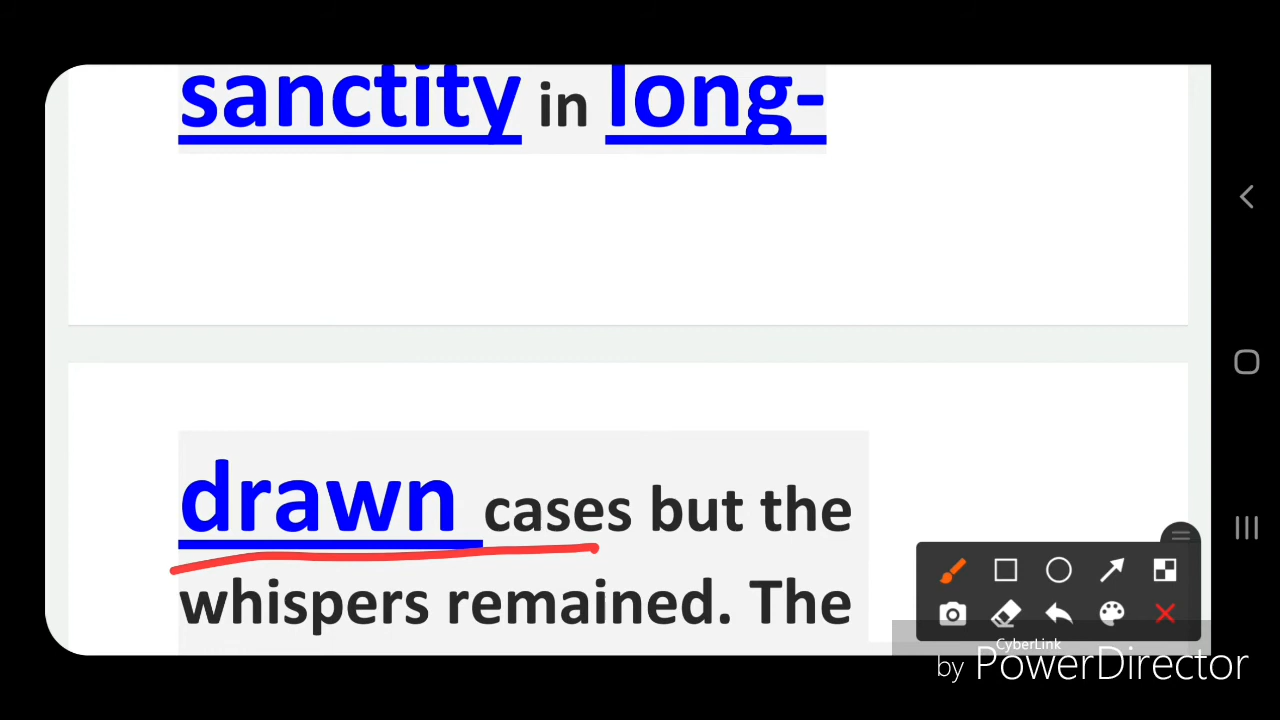 sanctity in long-
drawn cases but the
whispers remained. The
CyberLink
by PowerDirector